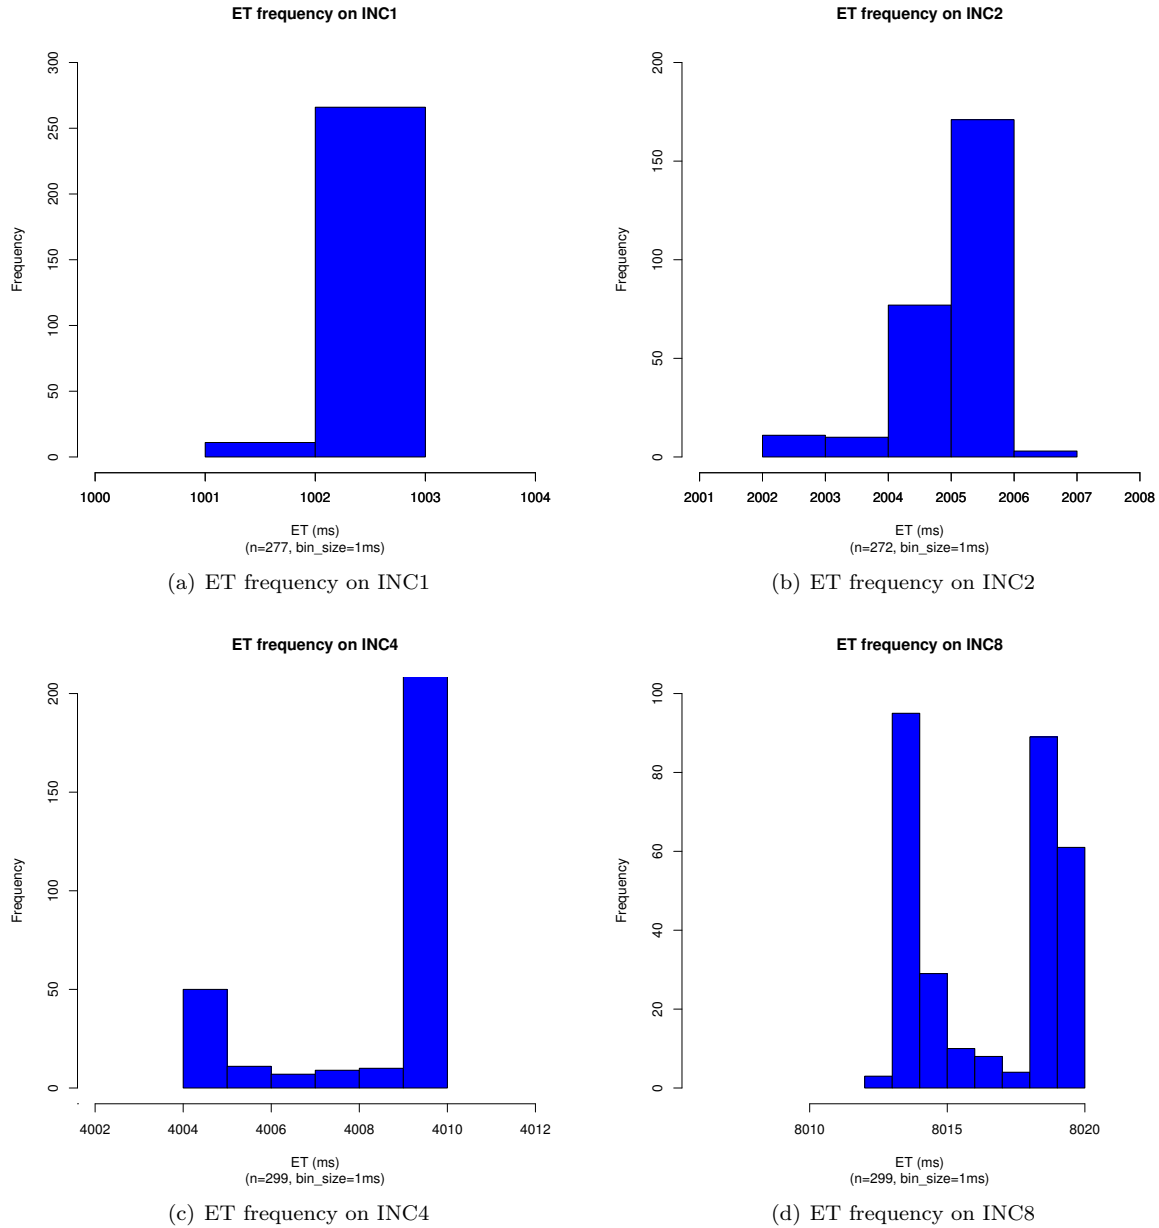 ET frequency on INC1
300
250
200
150
100
50
0
Frequency
1000 1001 1002 1003 1004
ET (ms)
(n=277, bin_size=1ms)
(a) ET frequency on INC1
ET frequency on INC2
200
150
100
50
0
Frequency
2001 2002 2003 2004 2005 2006 2007 2008
ET (ms)
(n=272, bin_size=1ms)
(b) ET frequency on INC2
ET frequency on INC4
200
150
100
50
0
Frequency
4002 4004 4006 4008 4010 4012
ET (ms)
(n=299, bin_size=1ms)
(c) ET frequency on INC4
ET frequency on INC8
100
80
60
40
20
0
Frequency
8010 8015 8020
ET (ms)
(n=299, bin_size=1ms)
(d) ET frequency on INC8